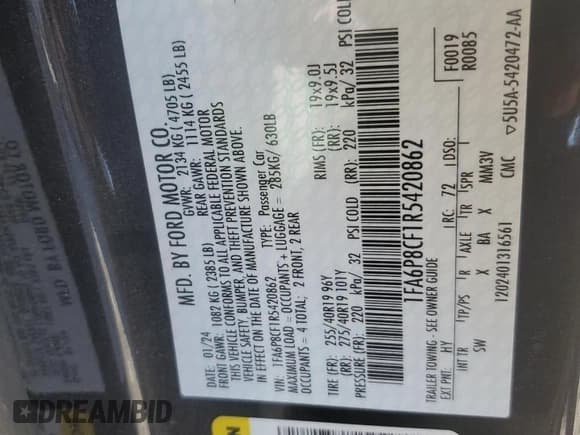 MFD. BY FORD MOTOR CO.
DATE: 01/24 GVWR: 2134 KG ( 4705 LB)
FRONT GAWR: 1082 KG ( 2385 LB) REAR GAWR: 1114 KG ( 2455 LB)
THIS VEHICLE CONFORMS TO ALL APPLICABLE FEDERAL MOTOR
VEHICLE SAFETY, BUMPER, AND THEFT PREVENTION STANDARDS
IN EFFECT ON THE DATE OF MANUFACTURE SHOWN ABOVE.
VIN: 1FA6P8CF1R5420862 TYPE: Passenger Car
MAXIMUM LOAD = OCCUPANTS + LUGGAGE = 285KG/ 630LB
OCCUPANTS = 4 TOTAL; 2 FRONT, 2 REAR
TIRE (FR): 255/40R19 96Y RIMS (FR): 19x9.0J
(RR): 275/40R19 101Y (RR): 19x9.5J
PRESSURE (FR): 220 kPa/ 32 PSI COLD (RR): 220 kPa/ 32 PSI COLD
1FA6P8CF1R5420862
TRAILER TOWING - SEE OWNER GUIDE
EXT PNT: HY RC: 72 DSO: F0019
R0085
INT TR TP/PS R AXLE TR SPR
SW X BA X MM3V
1202401316561 CMC ▽5U5A-5420472-AA
DREAMBID